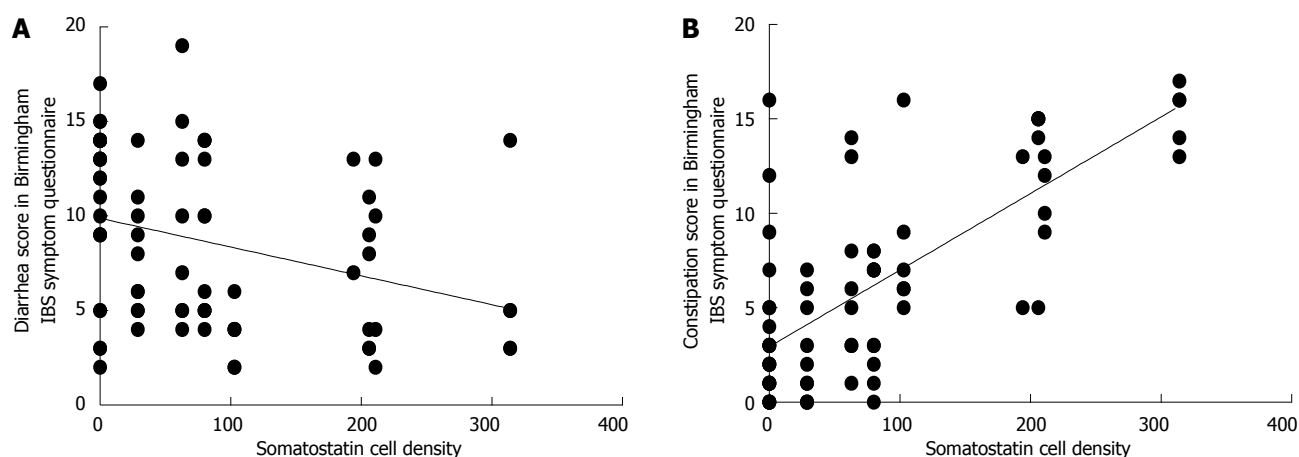 A
Diarrhea score in Birmingham
IBS symptom questionnaire
20
15
10
5
0
0 100 200 300 400
Somatostatin cell density
B
Constipation score in Birmingham
IBS symptom questionnaire
20
15
10
5
0
0 100 200 300 400
Somatostatin cell density